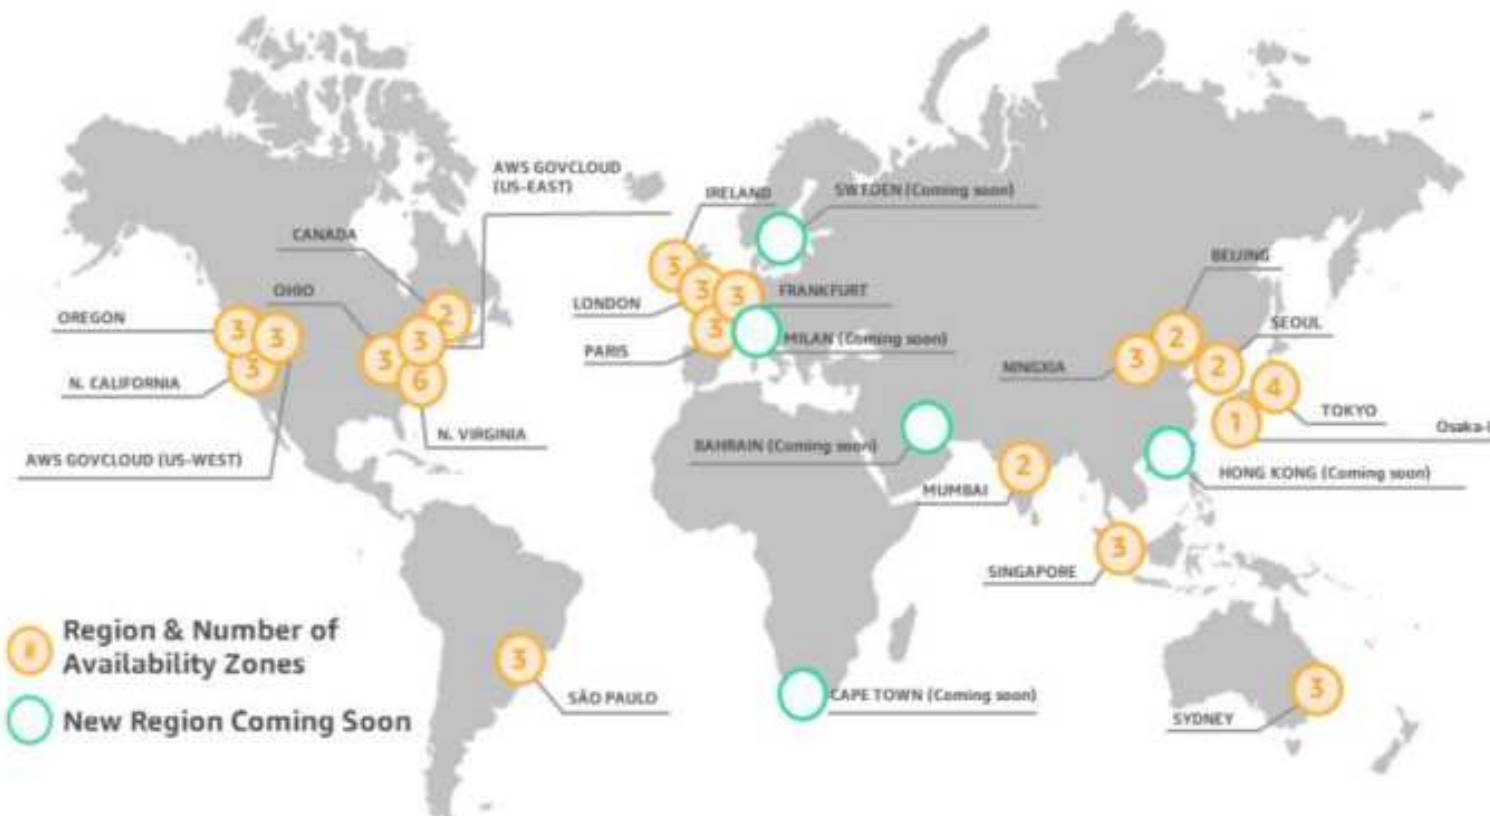 AWS GOVCLOUD
(US-EAST)
IRELAND
SWEDEN (Coming soon)
CANADA
BEIJING
OHIO
LONDON
FRANKFURT
OREGON
SEOUL
PARIS
MILAN (Coming soon)
NINGXIA
N. CALIFORNIA
TOKYO
N. VIRGINIA
Osaka-
BAHRAIN (Coming soon)
AWS GOVCLOUD (US-WEST)
HONG KONG (Coming soon)
MUMBAI
SINGAPORE
3
3
3
3
3
3
2
6
3
3
3
3
3
2
2
4
1
2
3
3
3
# Region & Number of
Availability Zones
New Region Coming Soon
SÃO PAULO
CAPE TOWN (Coming soon)
SYDNEY